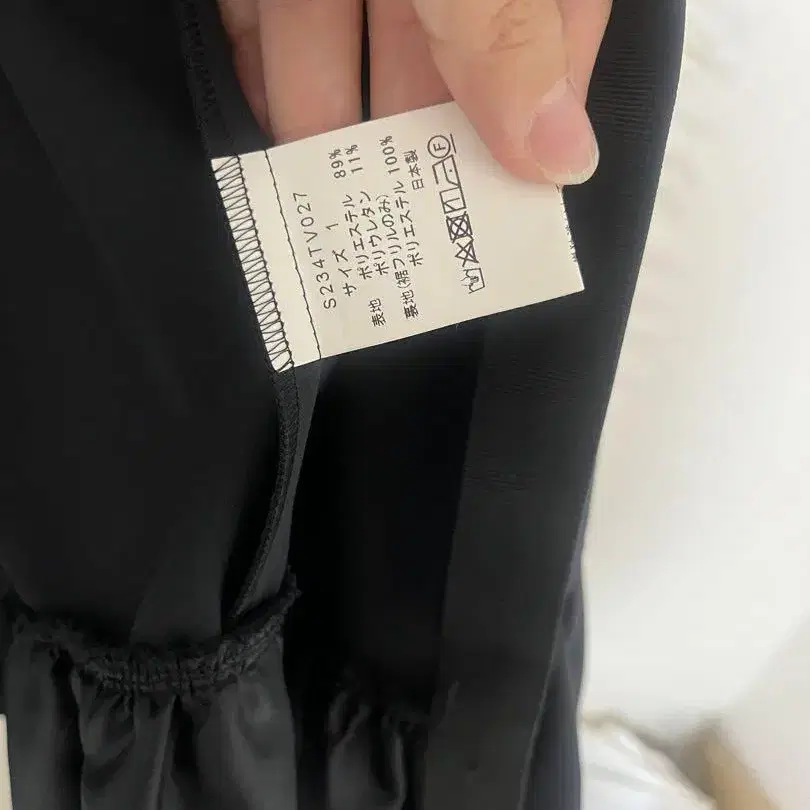 S234TV027
サイズ 1
表地 ポリエステル 89%
ポリウレタン 11%
裏地(裾フリルのみ)
ポリエステル 100%
日本製
F